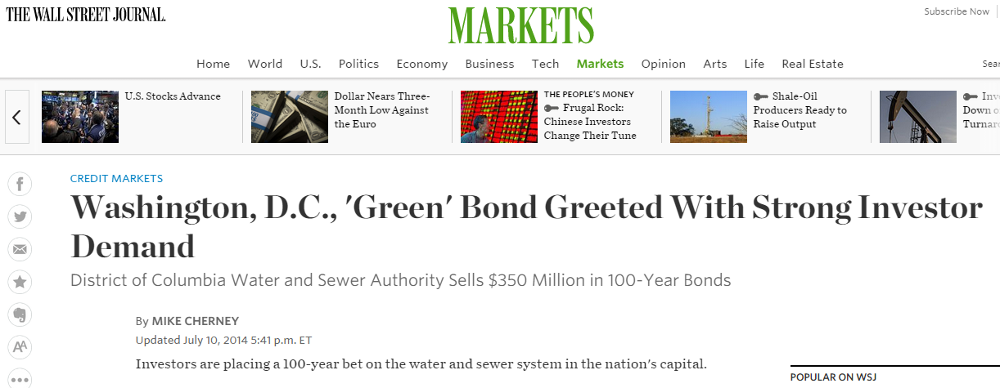 THE WALL STREET JOURNAL.
MARKETS
Subscribe Now
Home World U.S. Politics Economy Business Tech Markets Opinion Arts Life Real Estate
U.S. Stocks Advance
Dollar Nears Three-
Month Low Against
the Euro
THE PEOPLE'S MONEY
Frugal Rock:
Chinese Investors
Change Their Tune
Shale-Oil
Producers Ready to
Raise Output
Down
CREDIT MARKETS
Washington, D.C., 'Green' Bond Greeted With Strong Investor
Demand
District of Columbia Water and Sewer Authority Sells $350 Million in 100-Year Bonds
By MIKE CHERNEY
Updated July 10, 2014 5:41 p.m. ET
AA
Investors are placing a 100-year bet on the water and sewer system in the nation's capital.
POPULAR ON WSJ